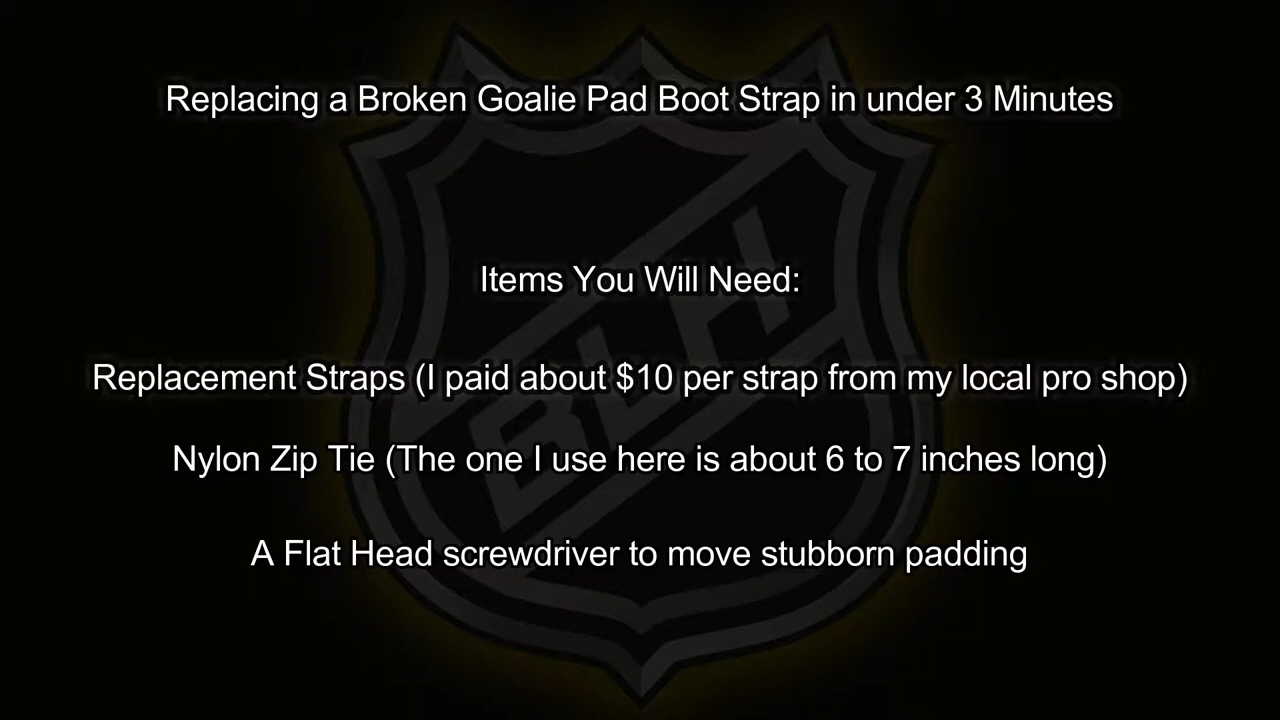 Replacing a Broken Goalie Pad Boot Strap in under 3 Minutes
Items You Will Need:
Replacement Straps (I paid about $10 per strap from my local pro shop)
BLH
Nylon Zip Tie (The one I use here is about 6 to 7 inches long)
A Flat Head screwdriver to move stubborn padding